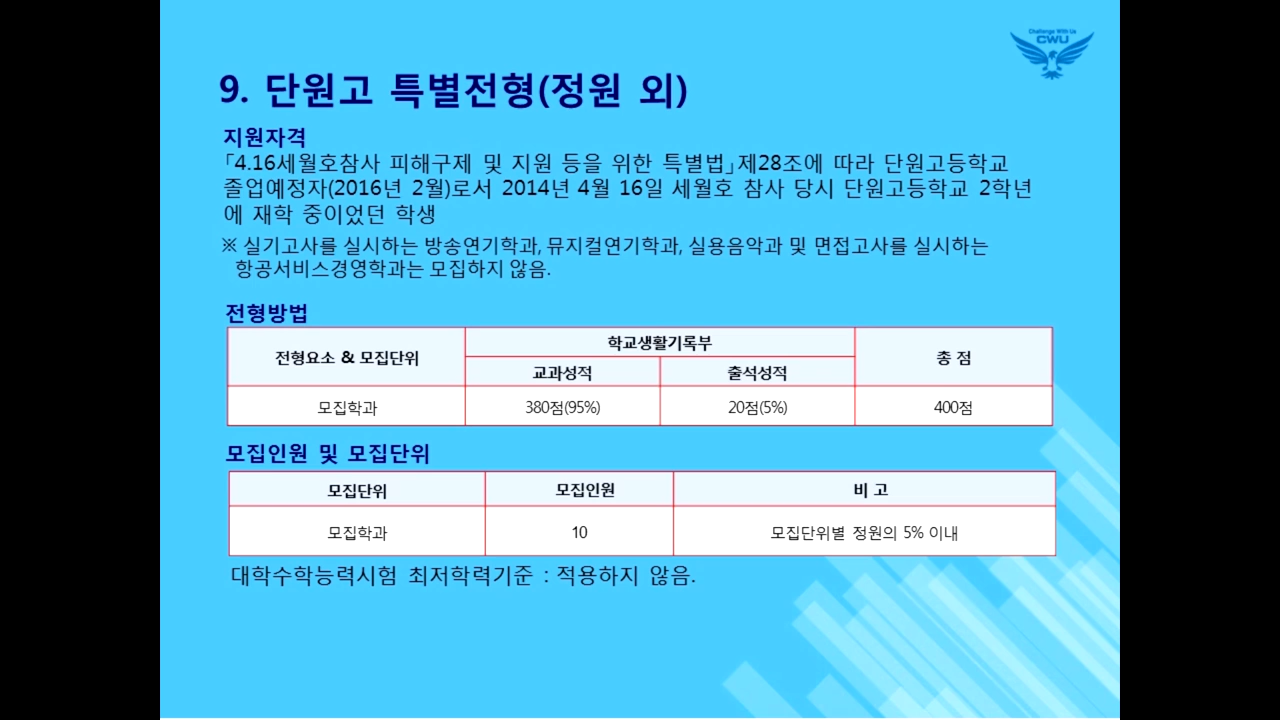 Challenge With Us
CWU
9. 단원고 특별전형(정원 외)
지원자격
「4.16세월호참사 피해구제 및 지원 등을 위한 특별법」제28조에 따라 단원고등학교
졸업예정자(2016년 2월)로서 2014년 4월 16일 세월호 참사 당시 단원고등학교 2학년
에 재학 중이었던 학생
※ 실기고사를 실시하는 방송연기학과, 뮤지컬연기학과, 실용음악과 및 면접고사를 실시하는
항공서비스경영학과는 모집하지 않음.
전형방법
전형요소 & 모집단위 학교생활기록부 총 점
교과성적 출석성적
모집학과 380점(95%) 20점(5%) 400점
모집인원 및 모집단위
모집단위 모집인원 비 고
모집학과 10 모집단위별 정원의 5% 이내
대학수학능력시험 최저학력기준 : 적용하지 않음.